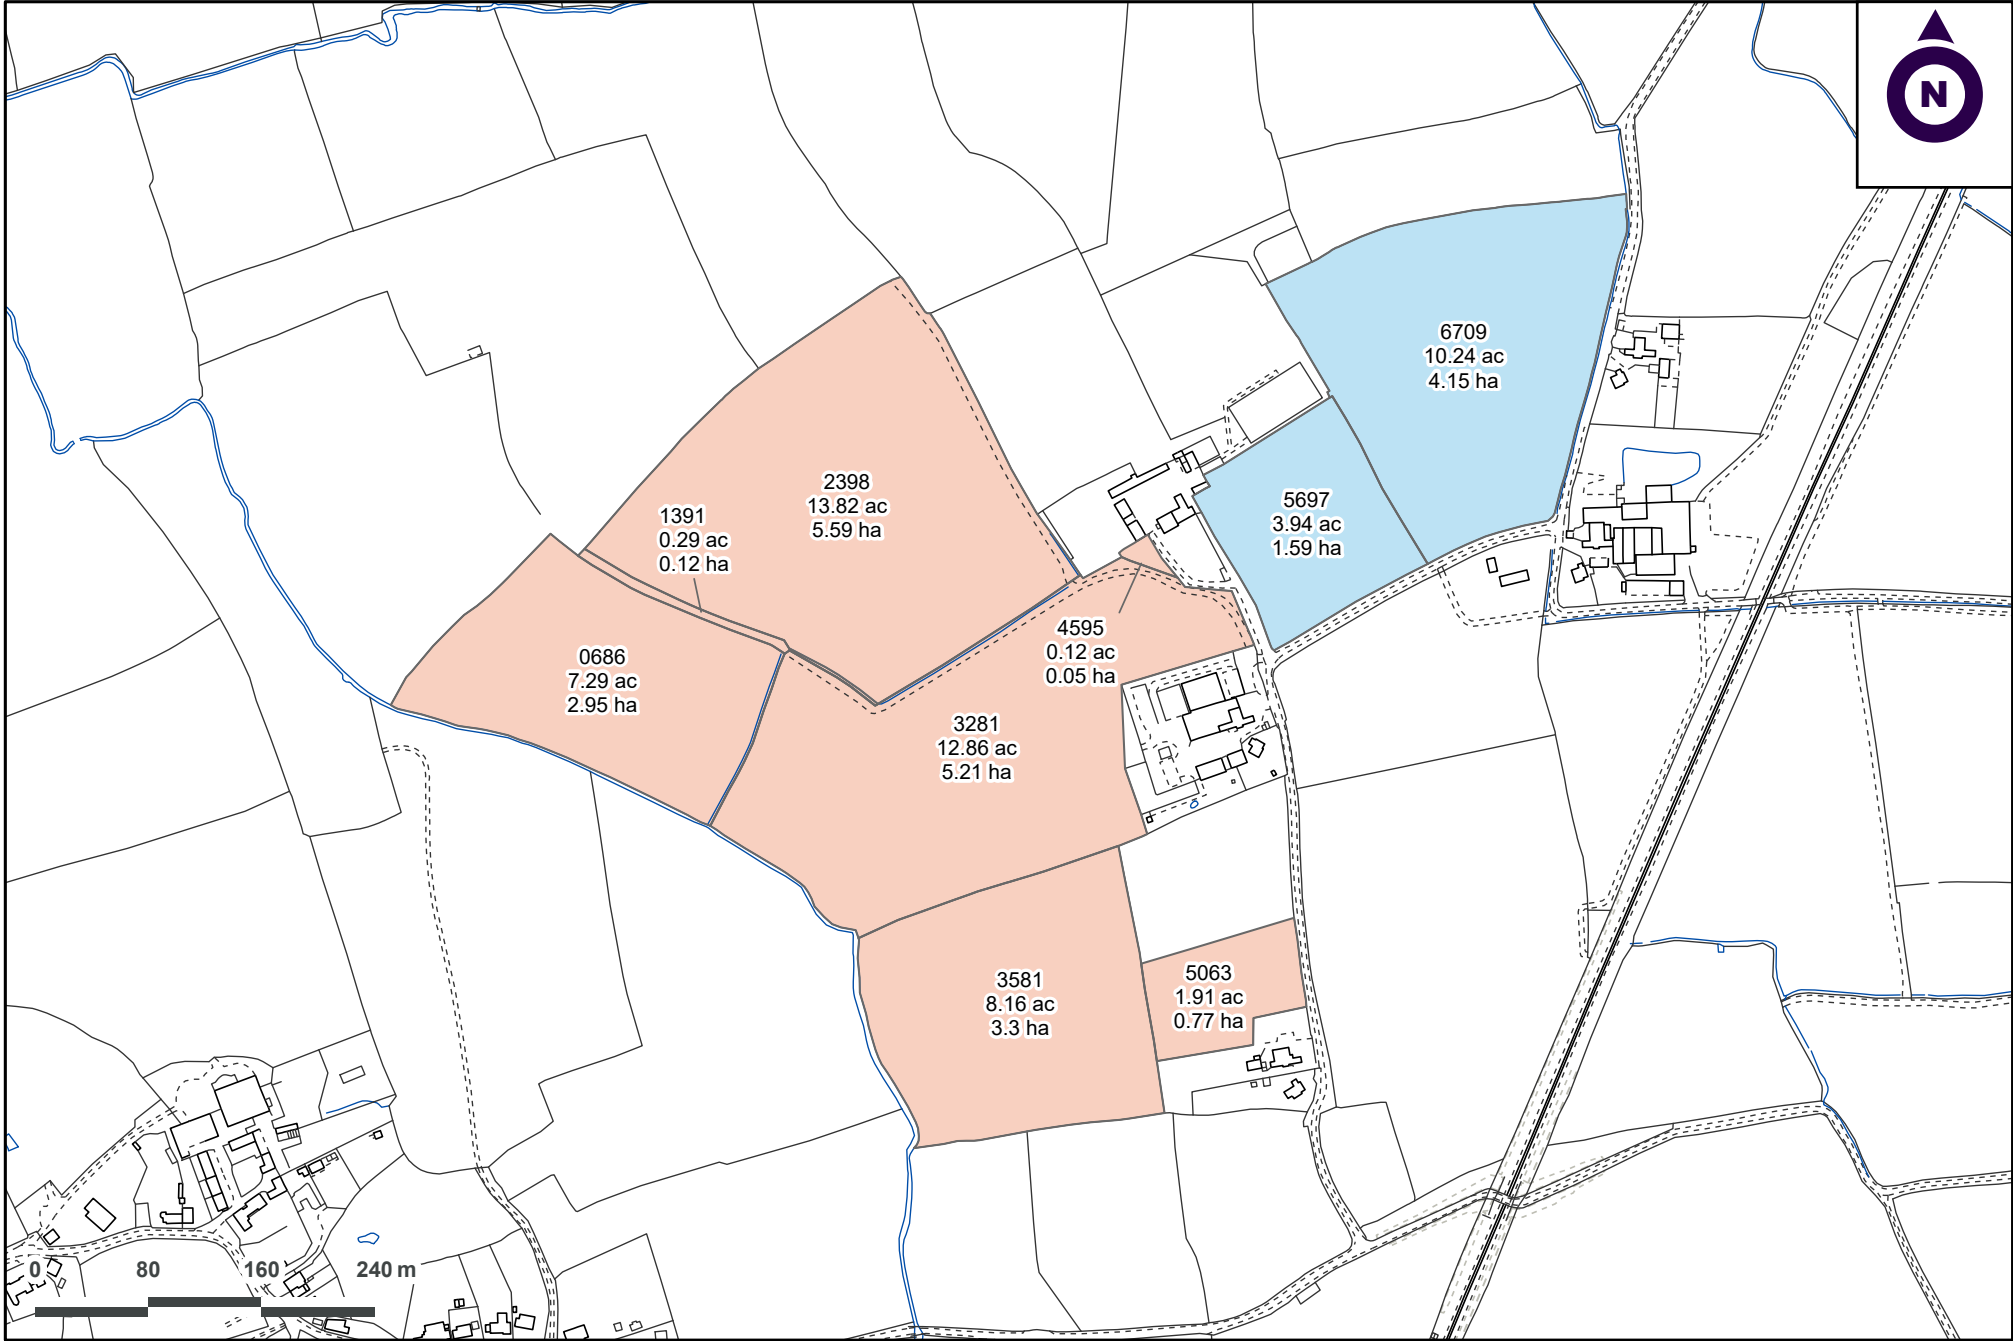 N
6709
10.24 ac
4.15 ha
2398
13.82 ac
5.59 ha
1391
0.29 ac
0.12 ha
5697
3.94 ac
1.59 ha
4595
0.12 ac
0.05 ha
0686
7.29 ac
2.95 ha
3281
12.86 ac
5.21 ha
3581
8.16 ac
3.3 ha
5063
1.91 ac
0.77 ha
0 80 160 240 m